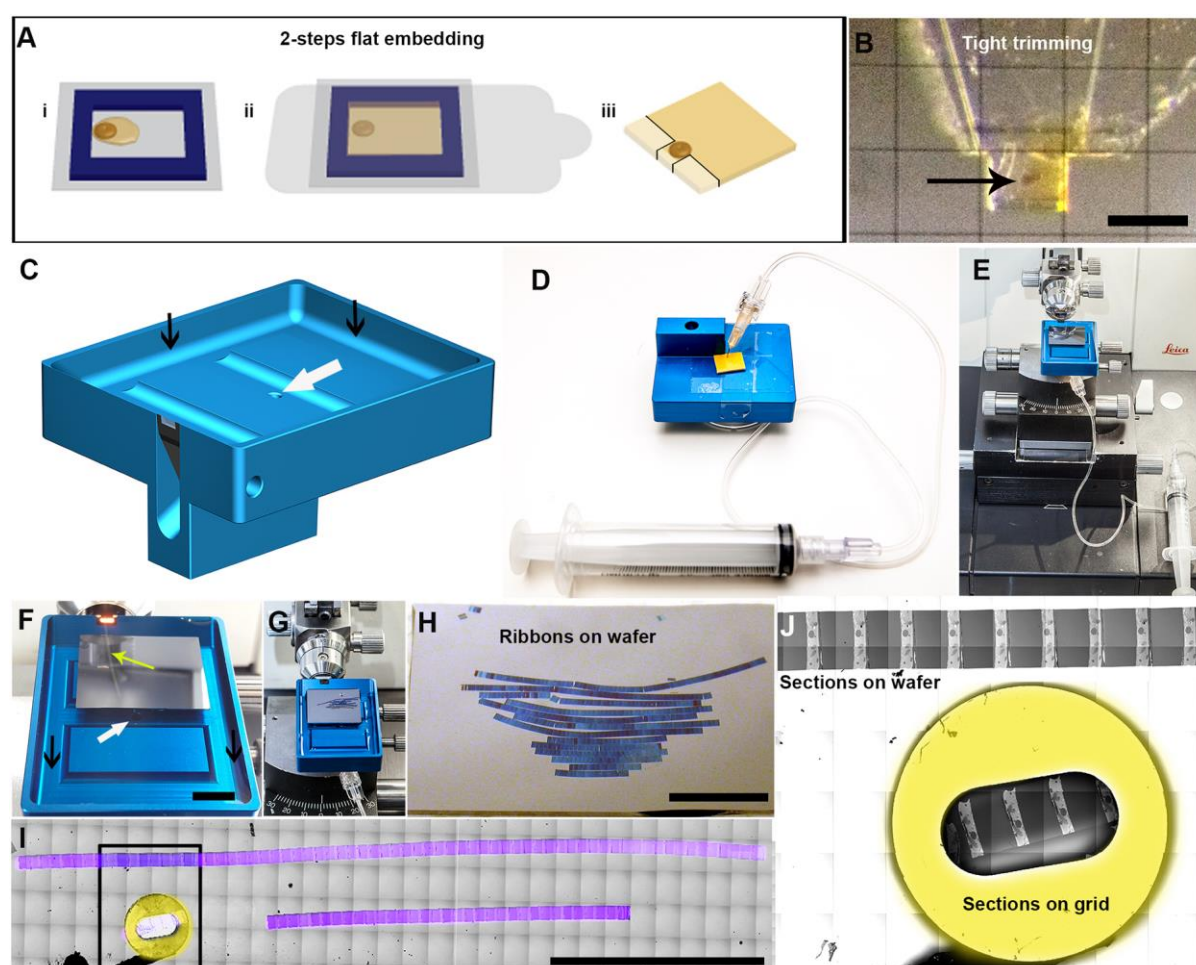 A
2-steps flat embedding
i
ii
iii
B
Tight trimming
C
D
E
Leica
F
G
H
Ribbons on wafer
J
Sections on wafer
I
Sections on grid